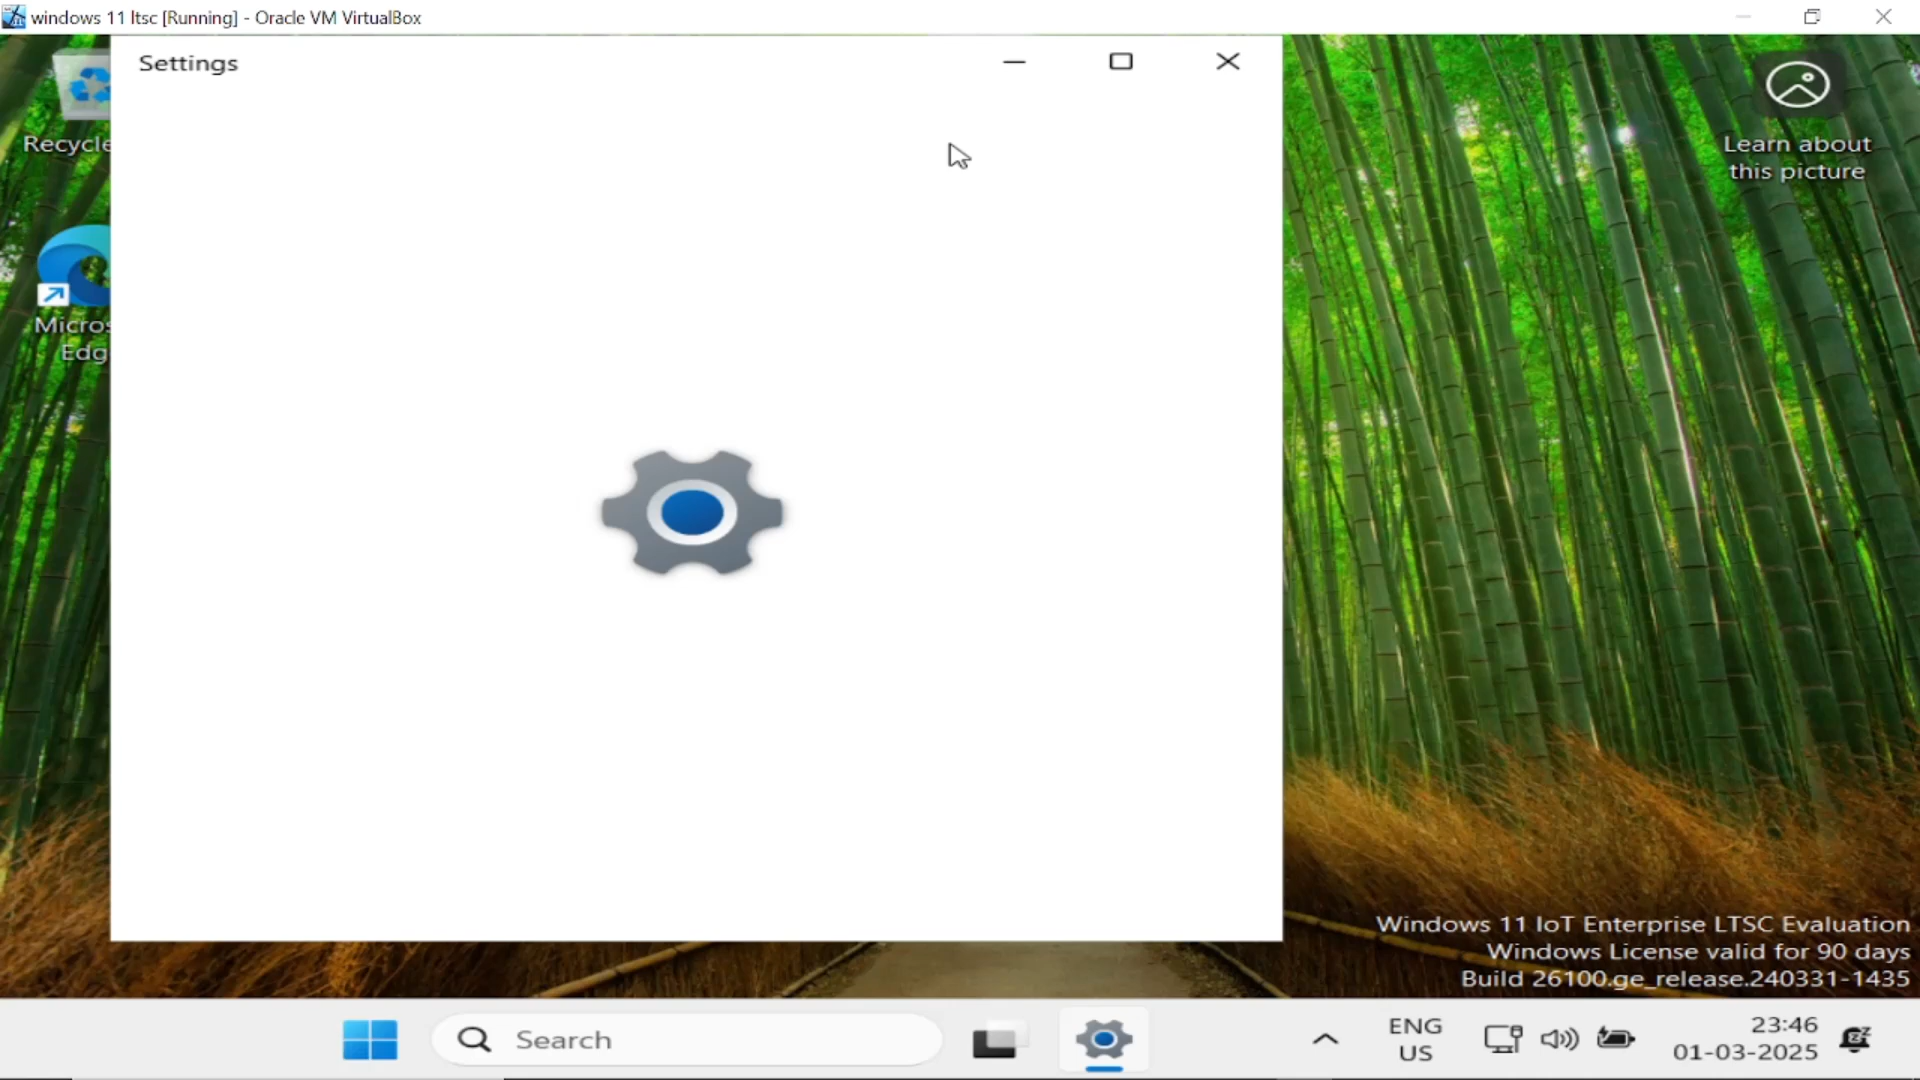 windows 11 ltsc [Running] - Oracle VM VirtualBox
Settings
Recycle
Micros
Edg
Learn about
this picture
Windows 11 IoT Enterprise LTSC Evaluation
Windows License valid for 90 days
Build 26100.ge_release.240331-1435
Search
ENG
US
23:46
01-03-2025